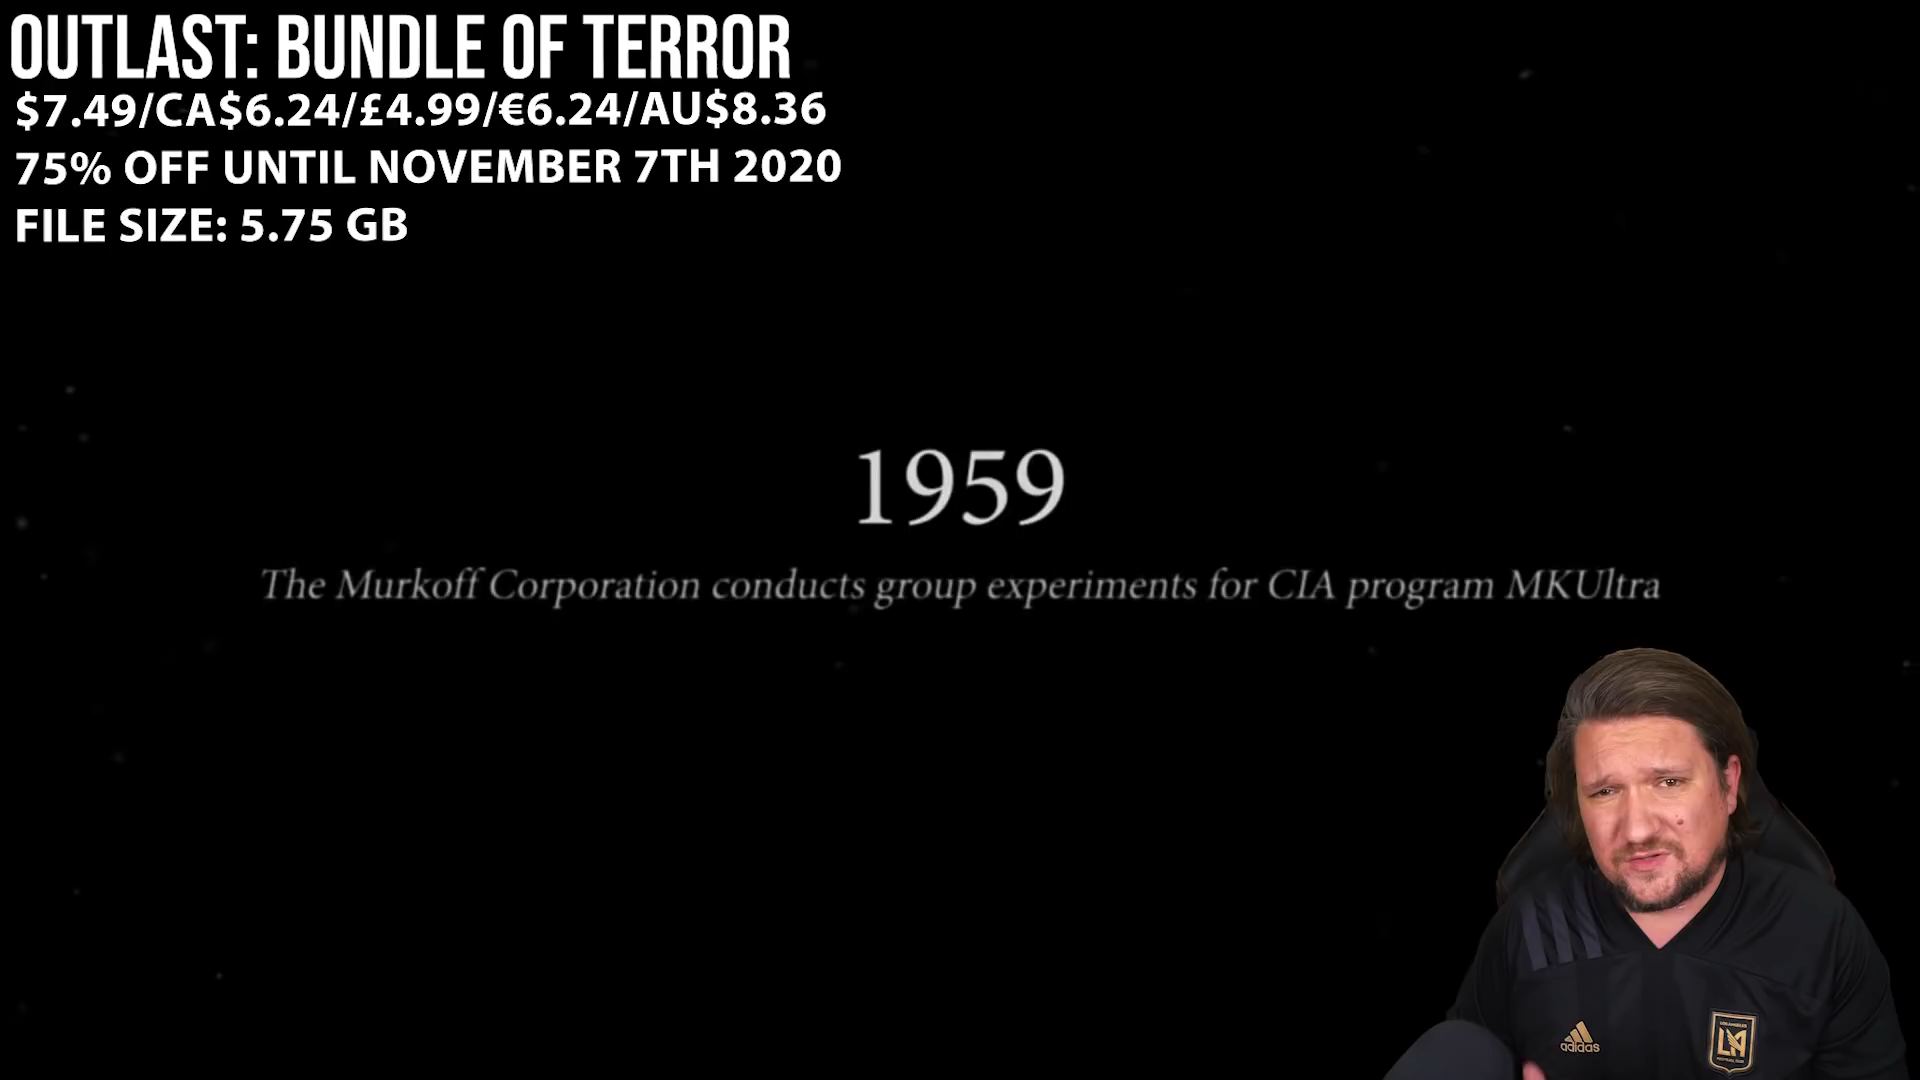 OUTLAST: BUNDLE OF TERROR
$7.49/CA$6.24/£4.99/€6.24/AU$8.36
75% OFF UNTIL NOVEMBER 7TH 2020
FILE SIZE: 5.75 GB
1959
The Murkoff Corporation conducts group experiments for CIA program MKUltra
adidas
LA